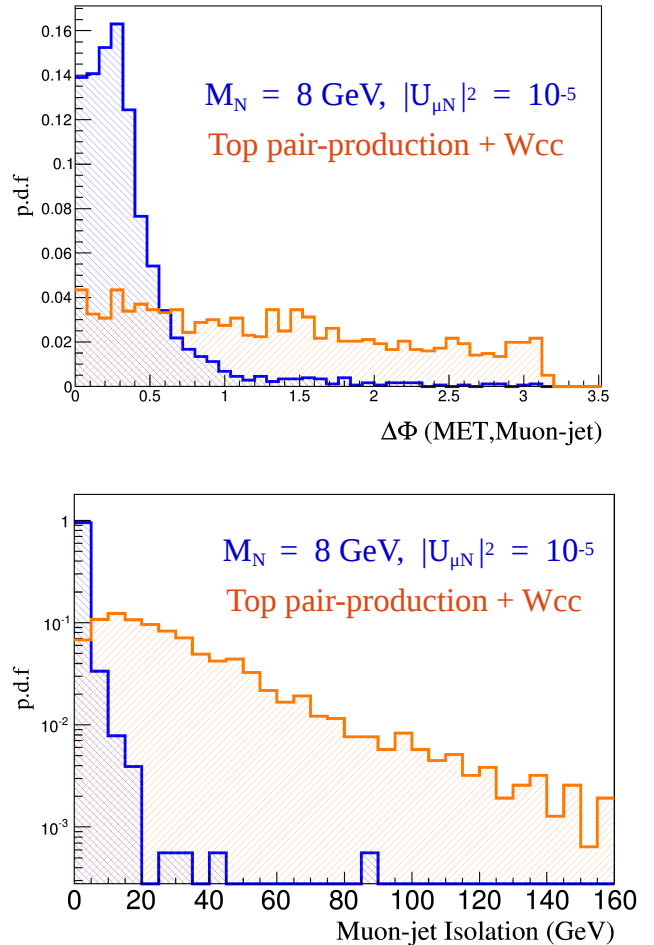 0.16
0.14
0.12
0.1
0.08
0.06
0.04
0.02
0
p.d.f
M_N = 8 GeV, |U_μN|² = 10⁻⁵
Top pair-production + Wcc
0 0.5 1 1.5 2 2.5 3 3.5
ΔΦ (MET,Muon-jet)
1
10⁻¹
10⁻²
10⁻³
p.d.f
M_N = 8 GeV, |U_μN|² = 10⁻⁵
Top pair-production + Wcc
0 20 40 60 80 100 120 140 160
Muon-jet Isolation (GeV)